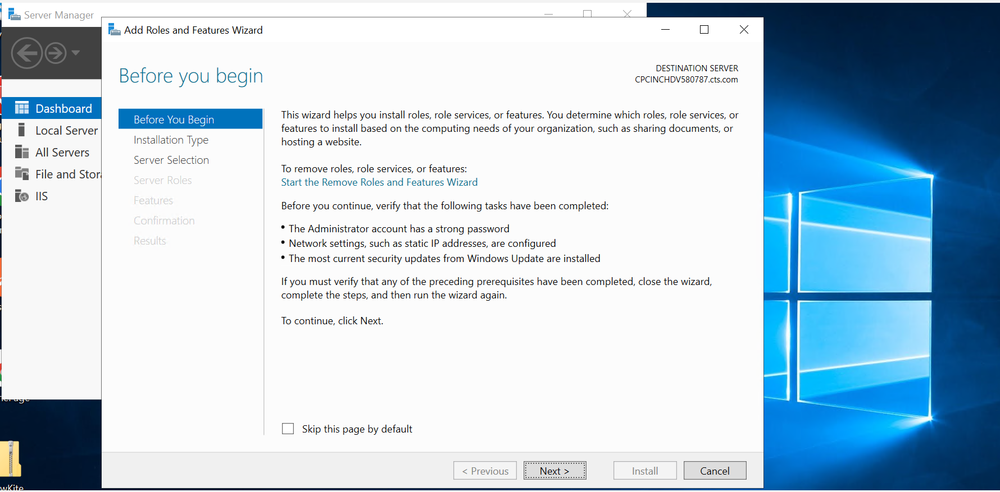 Server Manager
Add Roles and Features Wizard
Before you begin
DESTINATION SERVER
CPCINCHDV580787.cts.com
Dashboard
Local Server
All Servers
File and Stor
IIS
Before You Begin
Installation Type
Server Selection
Server Roles
Features
Confirmation
Results
This wizard helps you install roles, role services, or features. You determine which roles, role services, or
features to install based on the computing needs of your organization, such as sharing documents, or
hosting a website.
To remove roles, role services, or features:
Start the Remove Roles and Features Wizard
Before you continue, verify that the following tasks have been completed:
• The Administrator account has a strong password
• Network settings, such as static IP addresses, are configured
• The most current security updates from Windows Update are installed
If you must verify that any of the preceding prerequisites have been completed, close the wizard,
complete the steps, and then run the wizard again.
To continue, click Next.
Skip this page by default
< Previous
Next >
Install
Cancel
wKite